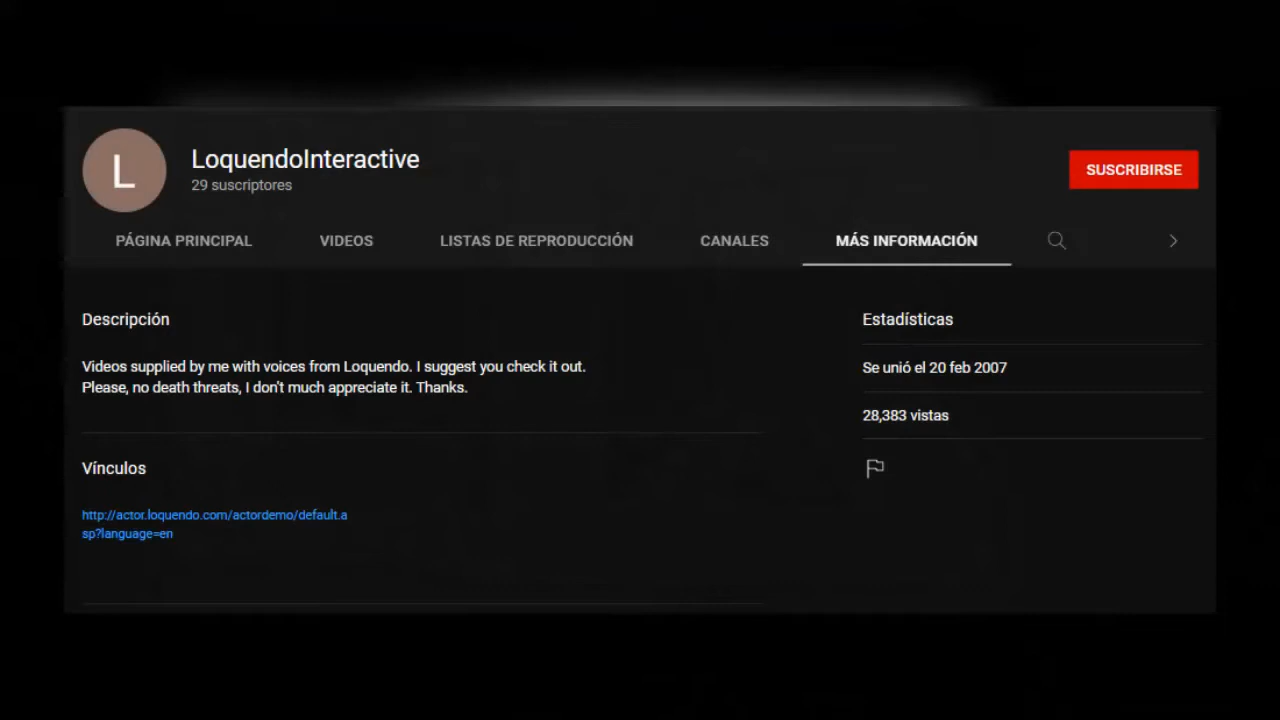 L
LoquendoInteractive
29 suscriptores
SUSCRIBIRSE
PÁGINA PRINCIPAL VIDEOS LISTAS DE REPRODUCCIÓN CANALES MÁS INFORMACIÓN
Descripción
Videos supplied by me with voices from Loquendo. I suggest you check it out.
Please, no death threats, I don't much appreciate it. Thanks.
Vínculos
http://actor.loquendo.com/actordemo/default.a
sp?language=en
Estadísticas
Se unió el 20 feb 2007
28,383 vistas